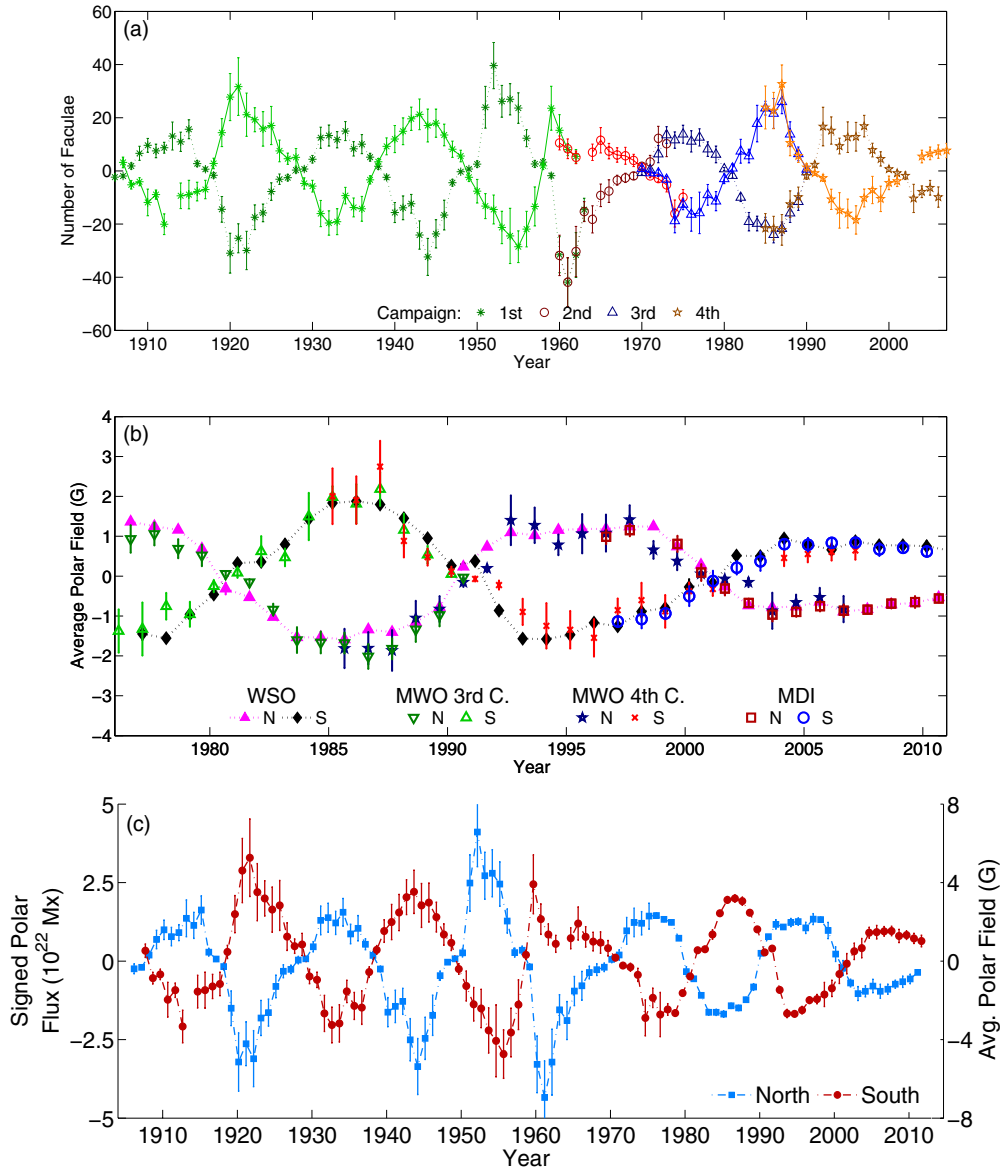 (a)
Number of Faculae
60
40
20
0
−20
−40
−60
Campaign: 1st 2nd 3rd 4th
1910 1920 1930 1940 1950 1960 1970 1980 1990 2000
Year
(b)
Average Polar Field (G)
4
3
2
1
0
−1
−2
−3
−4
WSO MWO 3rd C. MWO 4th C. MDI
N S N S N S N S
1980 1985 1990 1995 2000 2005 2010
Year
(c)
Signed Polar
Flux (10²² Mx)
5
2.5
0
−2.5
−5
8
4
0
−4
−8
Avg. Polar Field (G)
North South
1910 1920 1930 1940 1950 1960 1970 1980 1990 2000 2010
Year